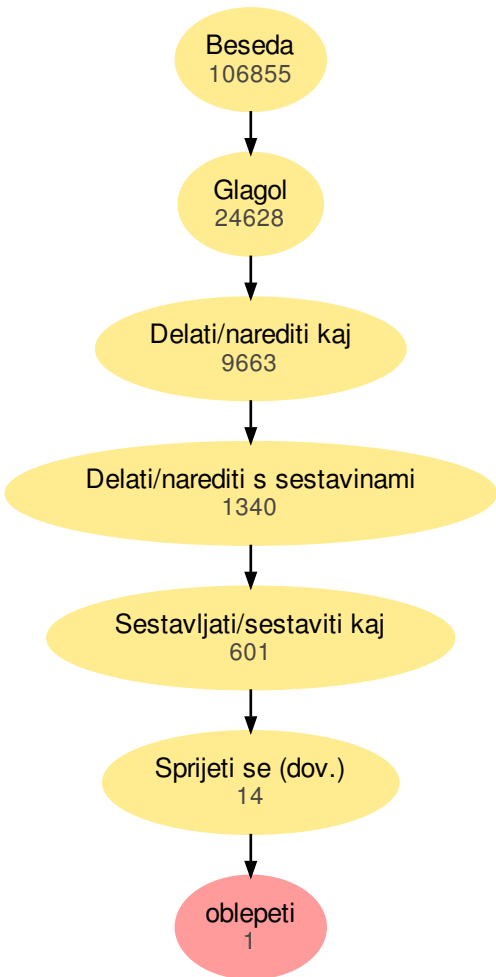 Beseda
106855
Glagol
24628
Delati/narediti kaj
9663
Delati/narediti s sestavinami
1340
Sestavljati/sestaviti kaj
601
Sprijeti se (dov.)
14
oblepeti
1